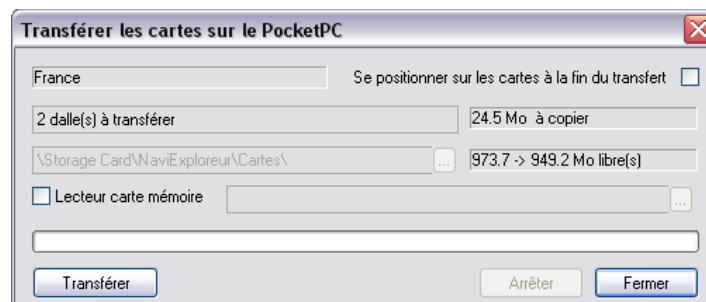 Transférer les cartes sur le PocketPC
France
Se positionner sur les cartes à la fin du transfert
2 dalle(s) à transférer
24.5 Mo à copier
\Storage Card\NaviExploreur\Cartes\
...
973.7 -> 949.2 Mo libre(s)
Lecteur carte mémoire
...
Transférer
Arrêter
Fermer